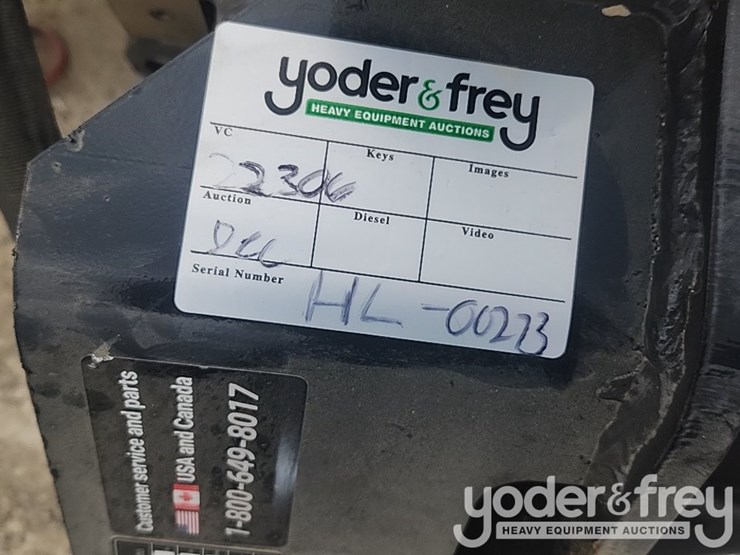 yoder&frey
HEAVY EQUIPMENT AUCTIONS
VC
Keys
Images
22306
Auction
Diesel
Video
Dec
Serial Number
HL-00273
Customer service and parts
USA and Canada
1-800-649-8017
yoder&frey
HEAVY EQUIPMENT AUCTIONS